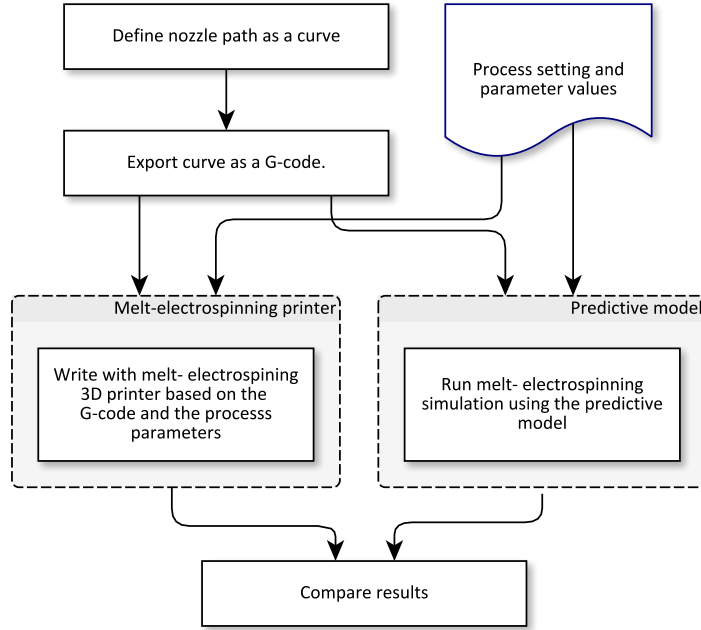 Define nozzle path as a curve
Process setting and
parameter values
Export curve as a G-code.
Melt-electrospinning printer
Predictive model
Write with melt- electrospining
3D printer based on the
G-code and the processs
parameters
Run melt- electrospinning
simulation using the predictive
model
Compare results